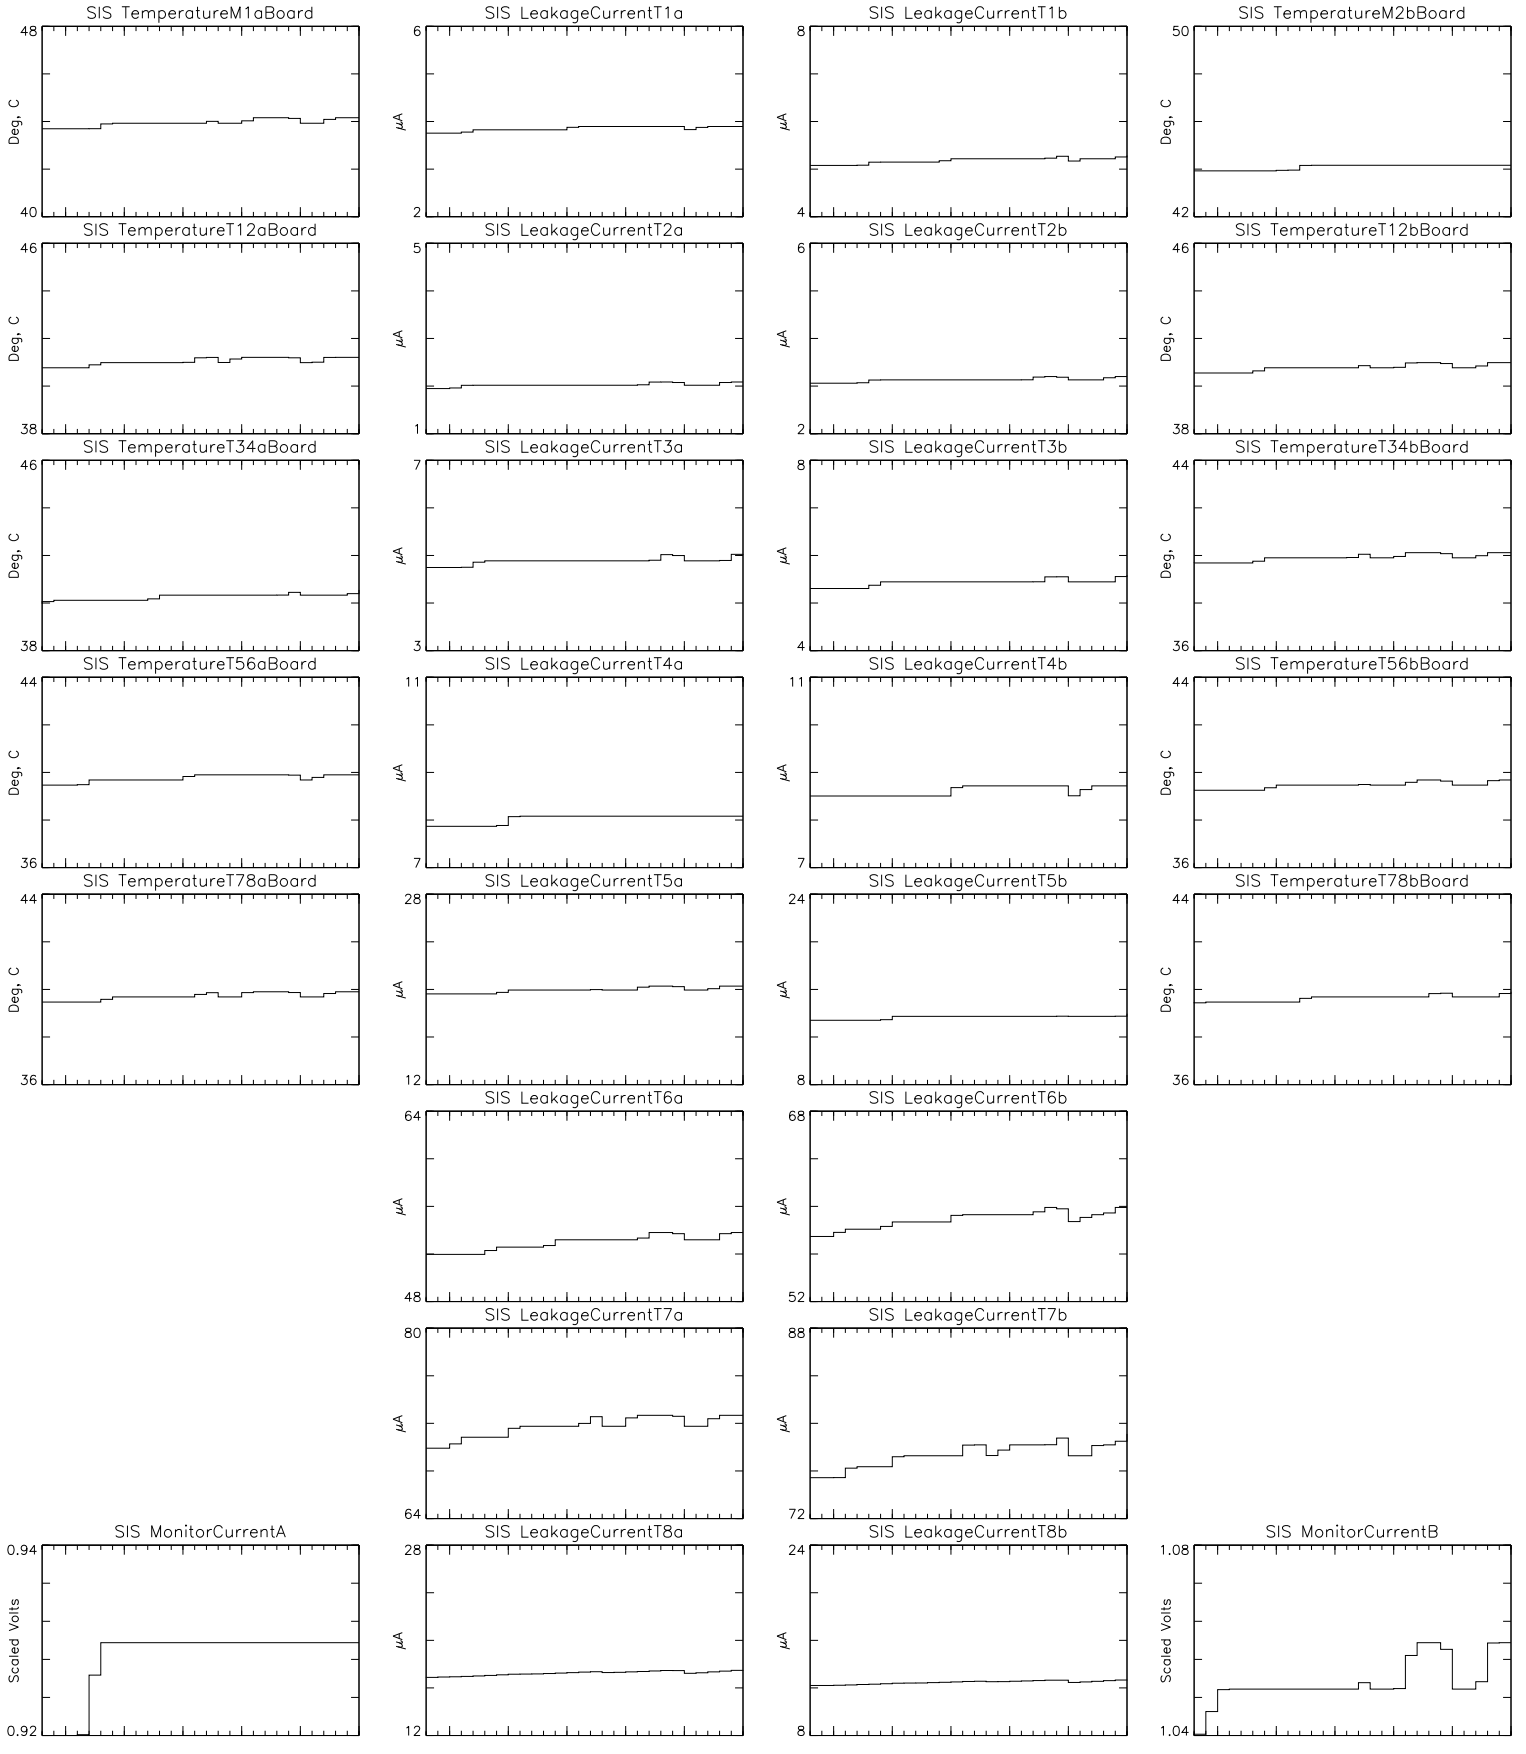 SIS TemperatureM1aBoard
48
Deg, C
40
SIS LeakageCurrentT1a
6
μA
2
SIS LeakageCurrentT1b
8
μA
4
SIS TemperatureM2bBoard
50
Deg, C
42
SIS TemperatureT12aBoard
46
Deg, C
38
SIS LeakageCurrentT2a
5
μA
1
SIS LeakageCurrentT2b
6
μA
2
SIS TemperatureT12bBoard
46
Deg, C
38
SIS TemperatureT34aBoard
46
Deg, C
38
SIS LeakageCurrentT3a
7
μA
3
SIS LeakageCurrentT3b
8
μA
4
SIS TemperatureT34bBoard
44
Deg, C
36
SIS TemperatureT56aBoard
44
Deg, C
36
SIS LeakageCurrentT4a
11
μA
7
SIS LeakageCurrentT4b
11
μA
7
SIS TemperatureT56bBoard
44
Deg, C
36
SIS TemperatureT78aBoard
44
Deg, C
36
SIS LeakageCurrentT5a
28
μA
12
SIS LeakageCurrentT5b
24
μA
8
SIS TemperatureT78bBoard
44
Deg, C
36
SIS LeakageCurrentT6a
64
μA
48
SIS LeakageCurrentT6b
68
μA
52
SIS LeakageCurrentT7a
80
μA
64
SIS LeakageCurrentT7b
88
μA
72
SIS MonitorCurrentA
0.94
Scaled Volts
0.92
SIS LeakageCurrentT8a
28
μA
12
SIS LeakageCurrentT8b
24
μA
8
SIS MonitorCurrentB
1.08
Scaled Volts
1.04